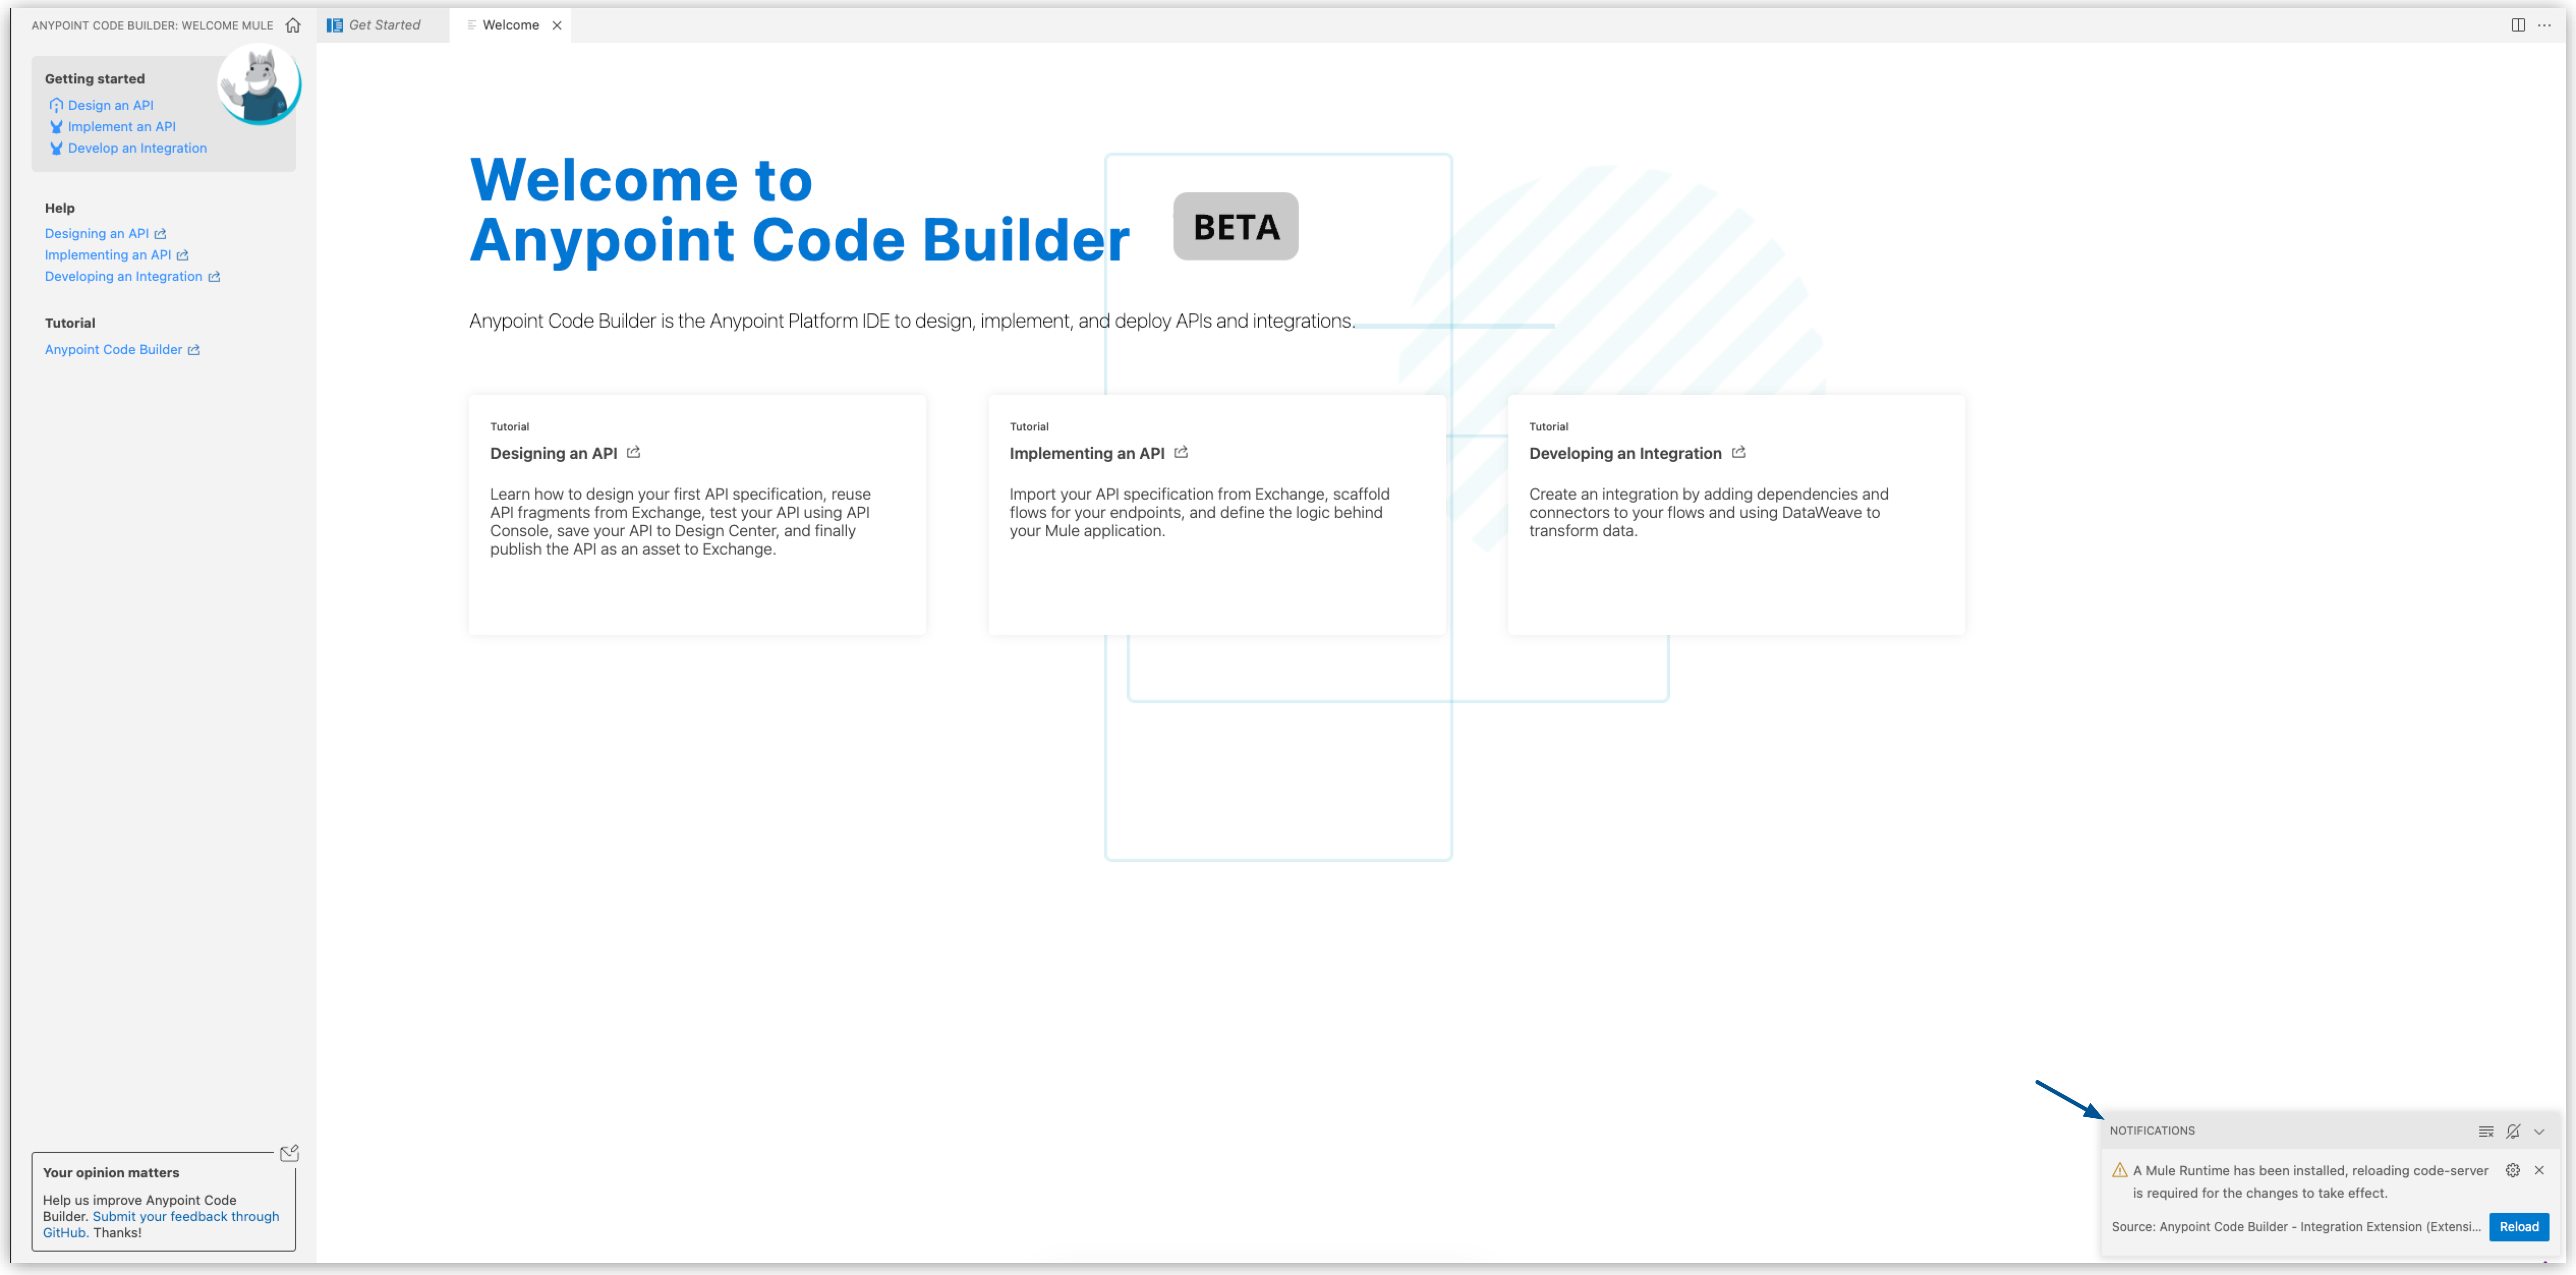 ANYPOINT CODE BUILDER: WELCOME MULE
Getting started
Design an API
Implement an API
Develop an Integration
Help
Designing an API
Implementing an API
Developing an Integration
Tutorial
Anypoint Code Builder
Your opinion matters
Help us improve Anypoint Code
Builder. Submit your feedback through
GitHub. Thanks!
Get Started
Welcome
Welcome to
Anypoint Code Builder
BETA
Anypoint Code Builder is the Anypoint Platform IDE to design, implement, and deploy APIs and integrations.
Tutorial
Designing an API
Learn how to design your first API specification, reuse
API fragments from Exchange, test your API using API
Console, save your API to Design Center, and finally
publish the API as an asset to Exchange.
Tutorial
Implementing an API
Import your API specification from Exchange, scaffold
flows for your endpoints, and define the logic behind
your Mule application.
Tutorial
Developing an Integration
Create an integration by adding dependencies and
connectors to your flows and using DataWeave to
transform data.
NOTIFICATIONS
A Mule Runtime has been installed, reloading code-server
is required for the changes to take effect.
Source: Anypoint Code Builder - Integration Extension (Extensi...
Reload